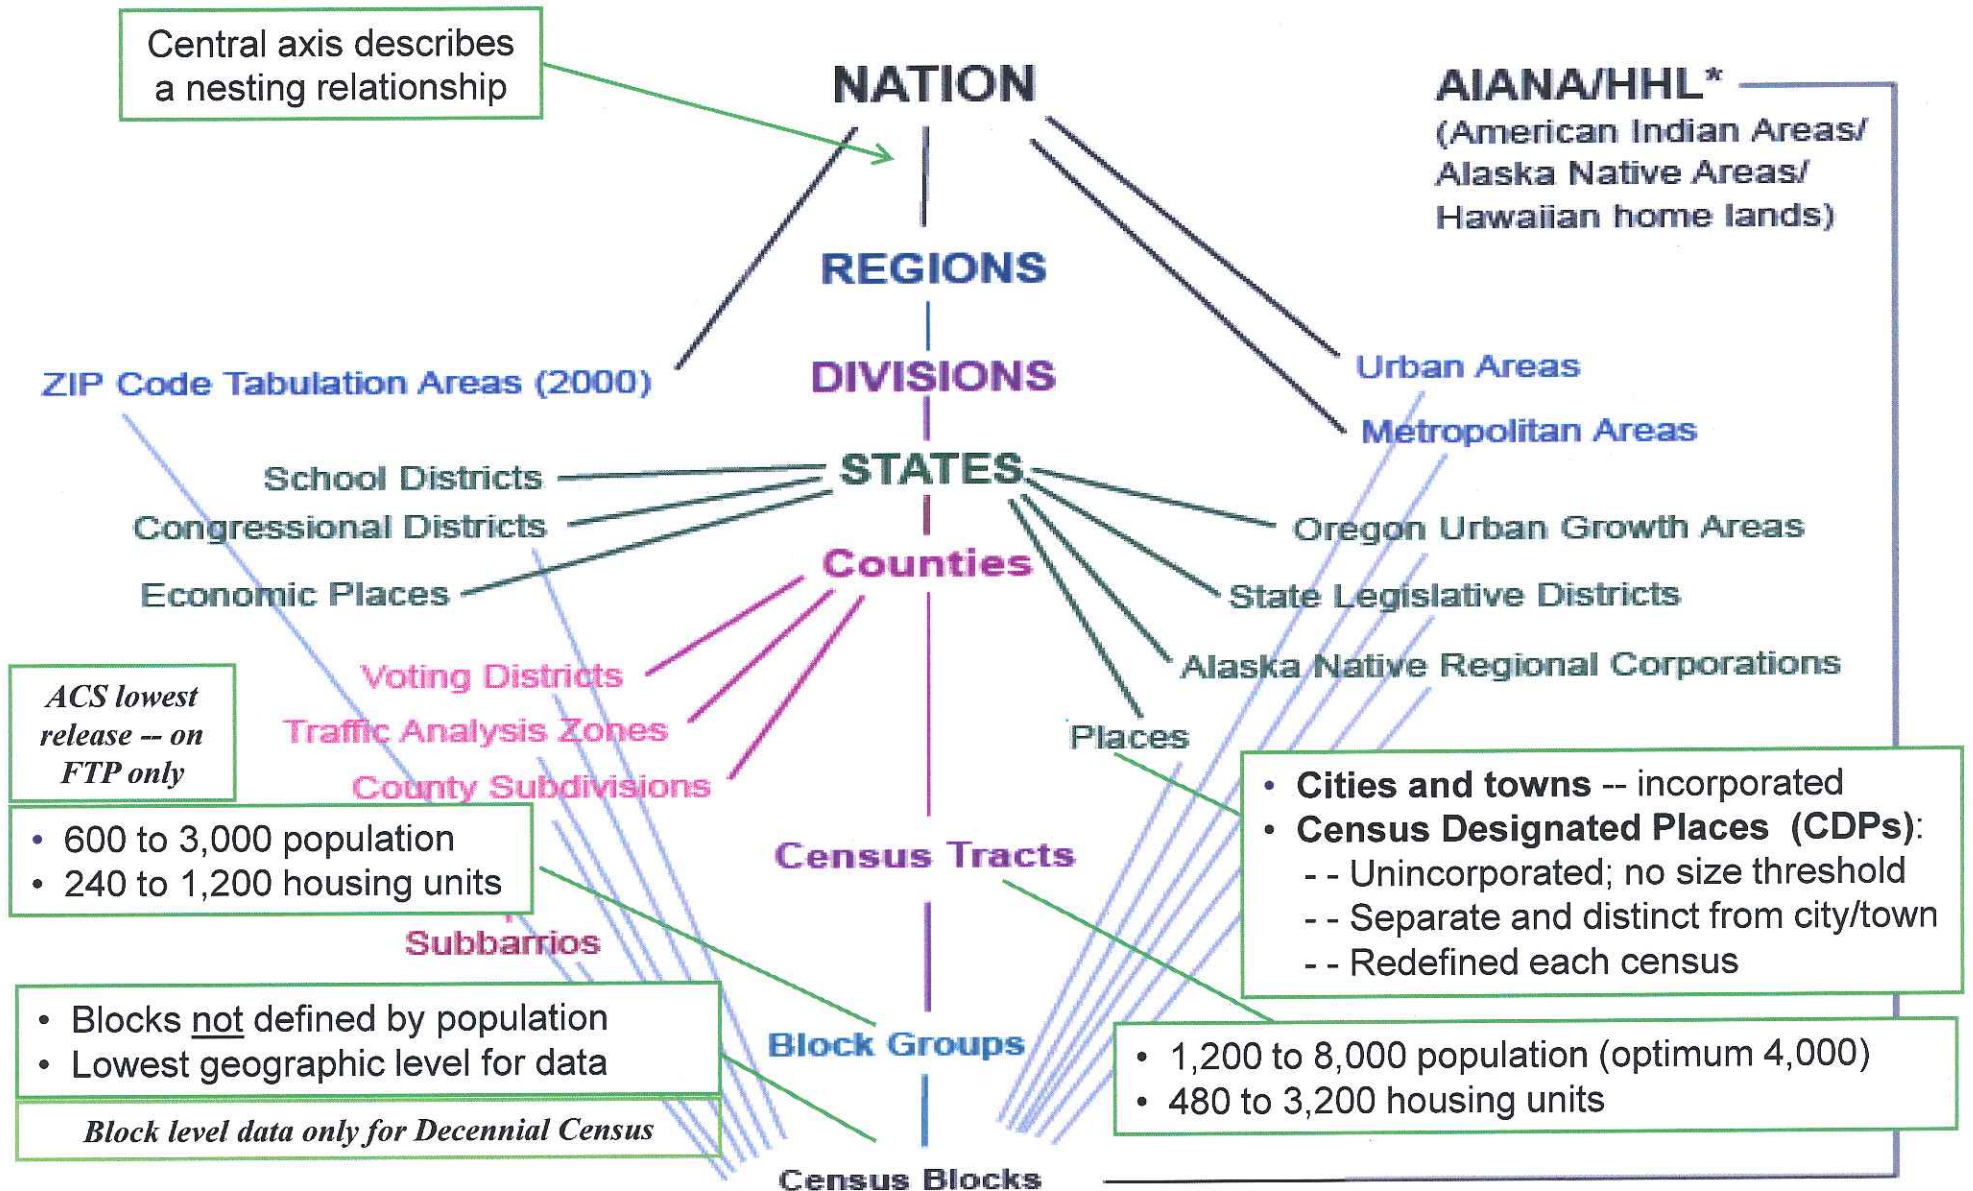 Central axis describes
a nesting relationship
NATION
AIANA/HHL*
(American Indian Areas/
Alaska Native Areas/
Hawaiian home lands)
REGIONS
ZIP Code Tabulation Areas (2000)
DIVISIONS
Urban Areas
Metropolitan Areas
School Districts
STATES
Congressional Districts
Oregon Urban Growth Areas
Counties
Economic Places
State Legislative Districts
Voting Districts
Alaska Native Regional Corporations
ACS lowest
release -- on
FTP only
Traffic Analysis Zones
Places
County Subdivisions
• Cities and towns -- incorporated
• Census Designated Places (CDPs):
- - Unincorporated; no size threshold
- - Separate and distinct from city/town
- - Redefined each census
• 600 to 3,000 population
• 240 to 1,200 housing units
Census Tracts
Subbarrios
• Blocks not defined by population
• Lowest geographic level for data
Block Groups
• 1,200 to 8,000 population (optimum 4,000)
• 480 to 3,200 housing units
Block level data only for Decennial Census
Census Blocks